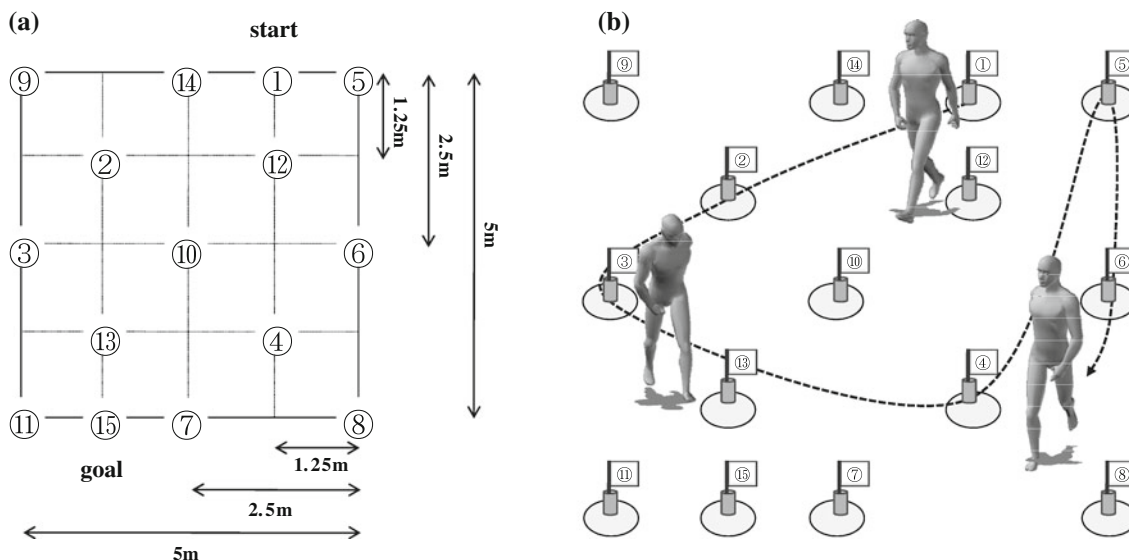 (a)
start
⑨ ⑭ ① ⑤
② ⑫
③ ⑩ ⑥
⑬ ④
⑪ ⑮ ⑦ ⑧
goal
1.25m
2.5m
5m
1.25m
2.5m
5m
(b)
⑨ ⑭ ① ⑤
② ⑫
③ ⑩ ⑥
⑬ ④
⑪ ⑮ ⑦ ⑧